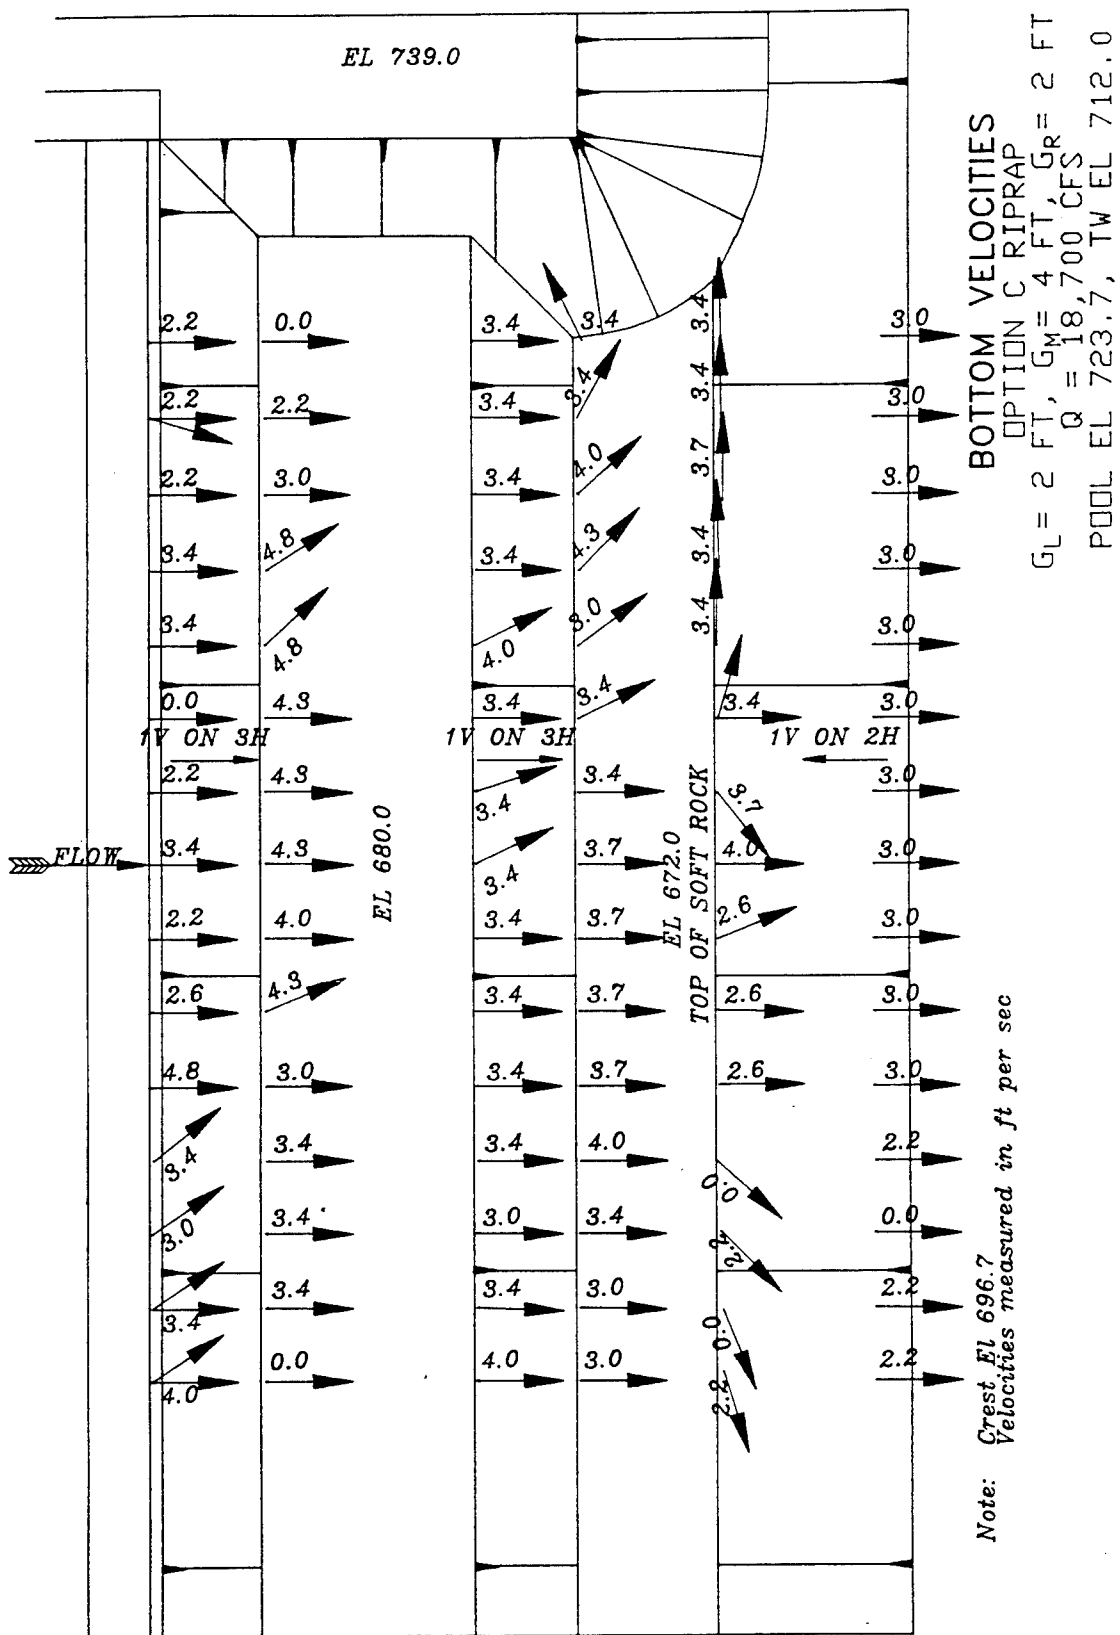 EL 739.0
2.2 0.0 3.4 3.4 3.4 3.0
2.2 2.2 3.4 3.4 3.4 3.0
2.2 3.0 3.4 4.0 3.7 3.0
3.4 4.8 3.4 4.3 3.4 3.0
3.4 4.8 4.0 3.0 3.4 3.0
0.0 4.3 3.4 3.4 3.4 3.0
1V ON 3H 1V ON 3H 1V ON 2H
2.2 4.3 3.4 3.4 3.7 3.0
FLOW 3.4 4.3 3.4 3.7 4.0 3.0
EL 680.0
EL 672.0
TOP OF SOFT ROCK
2.2 4.0 3.4 3.7 2.6 3.0
2.6 4.3 3.4 3.7 2.6 3.0
4.8 3.0 3.4 3.7 2.6 3.0
3.4 3.4 3.4 4.0 0.0 2.2
3.0 3.4 3.0 3.4 2.2 0.0
3.4 3.4 3.4 3.0 0.0 2.2
4.0 0.0 4.0 3.0 2.2 2.2
BOTTOM VELOCITIES
OPTION C RIPRAP
GL = 2 FT, GM = 4 FT, GR = 2 FT
Q = 18,700 CFS
POOL EL 723.7, TW EL 712.0
Note: Crest El 696.7
Velocities measured in ft per sec